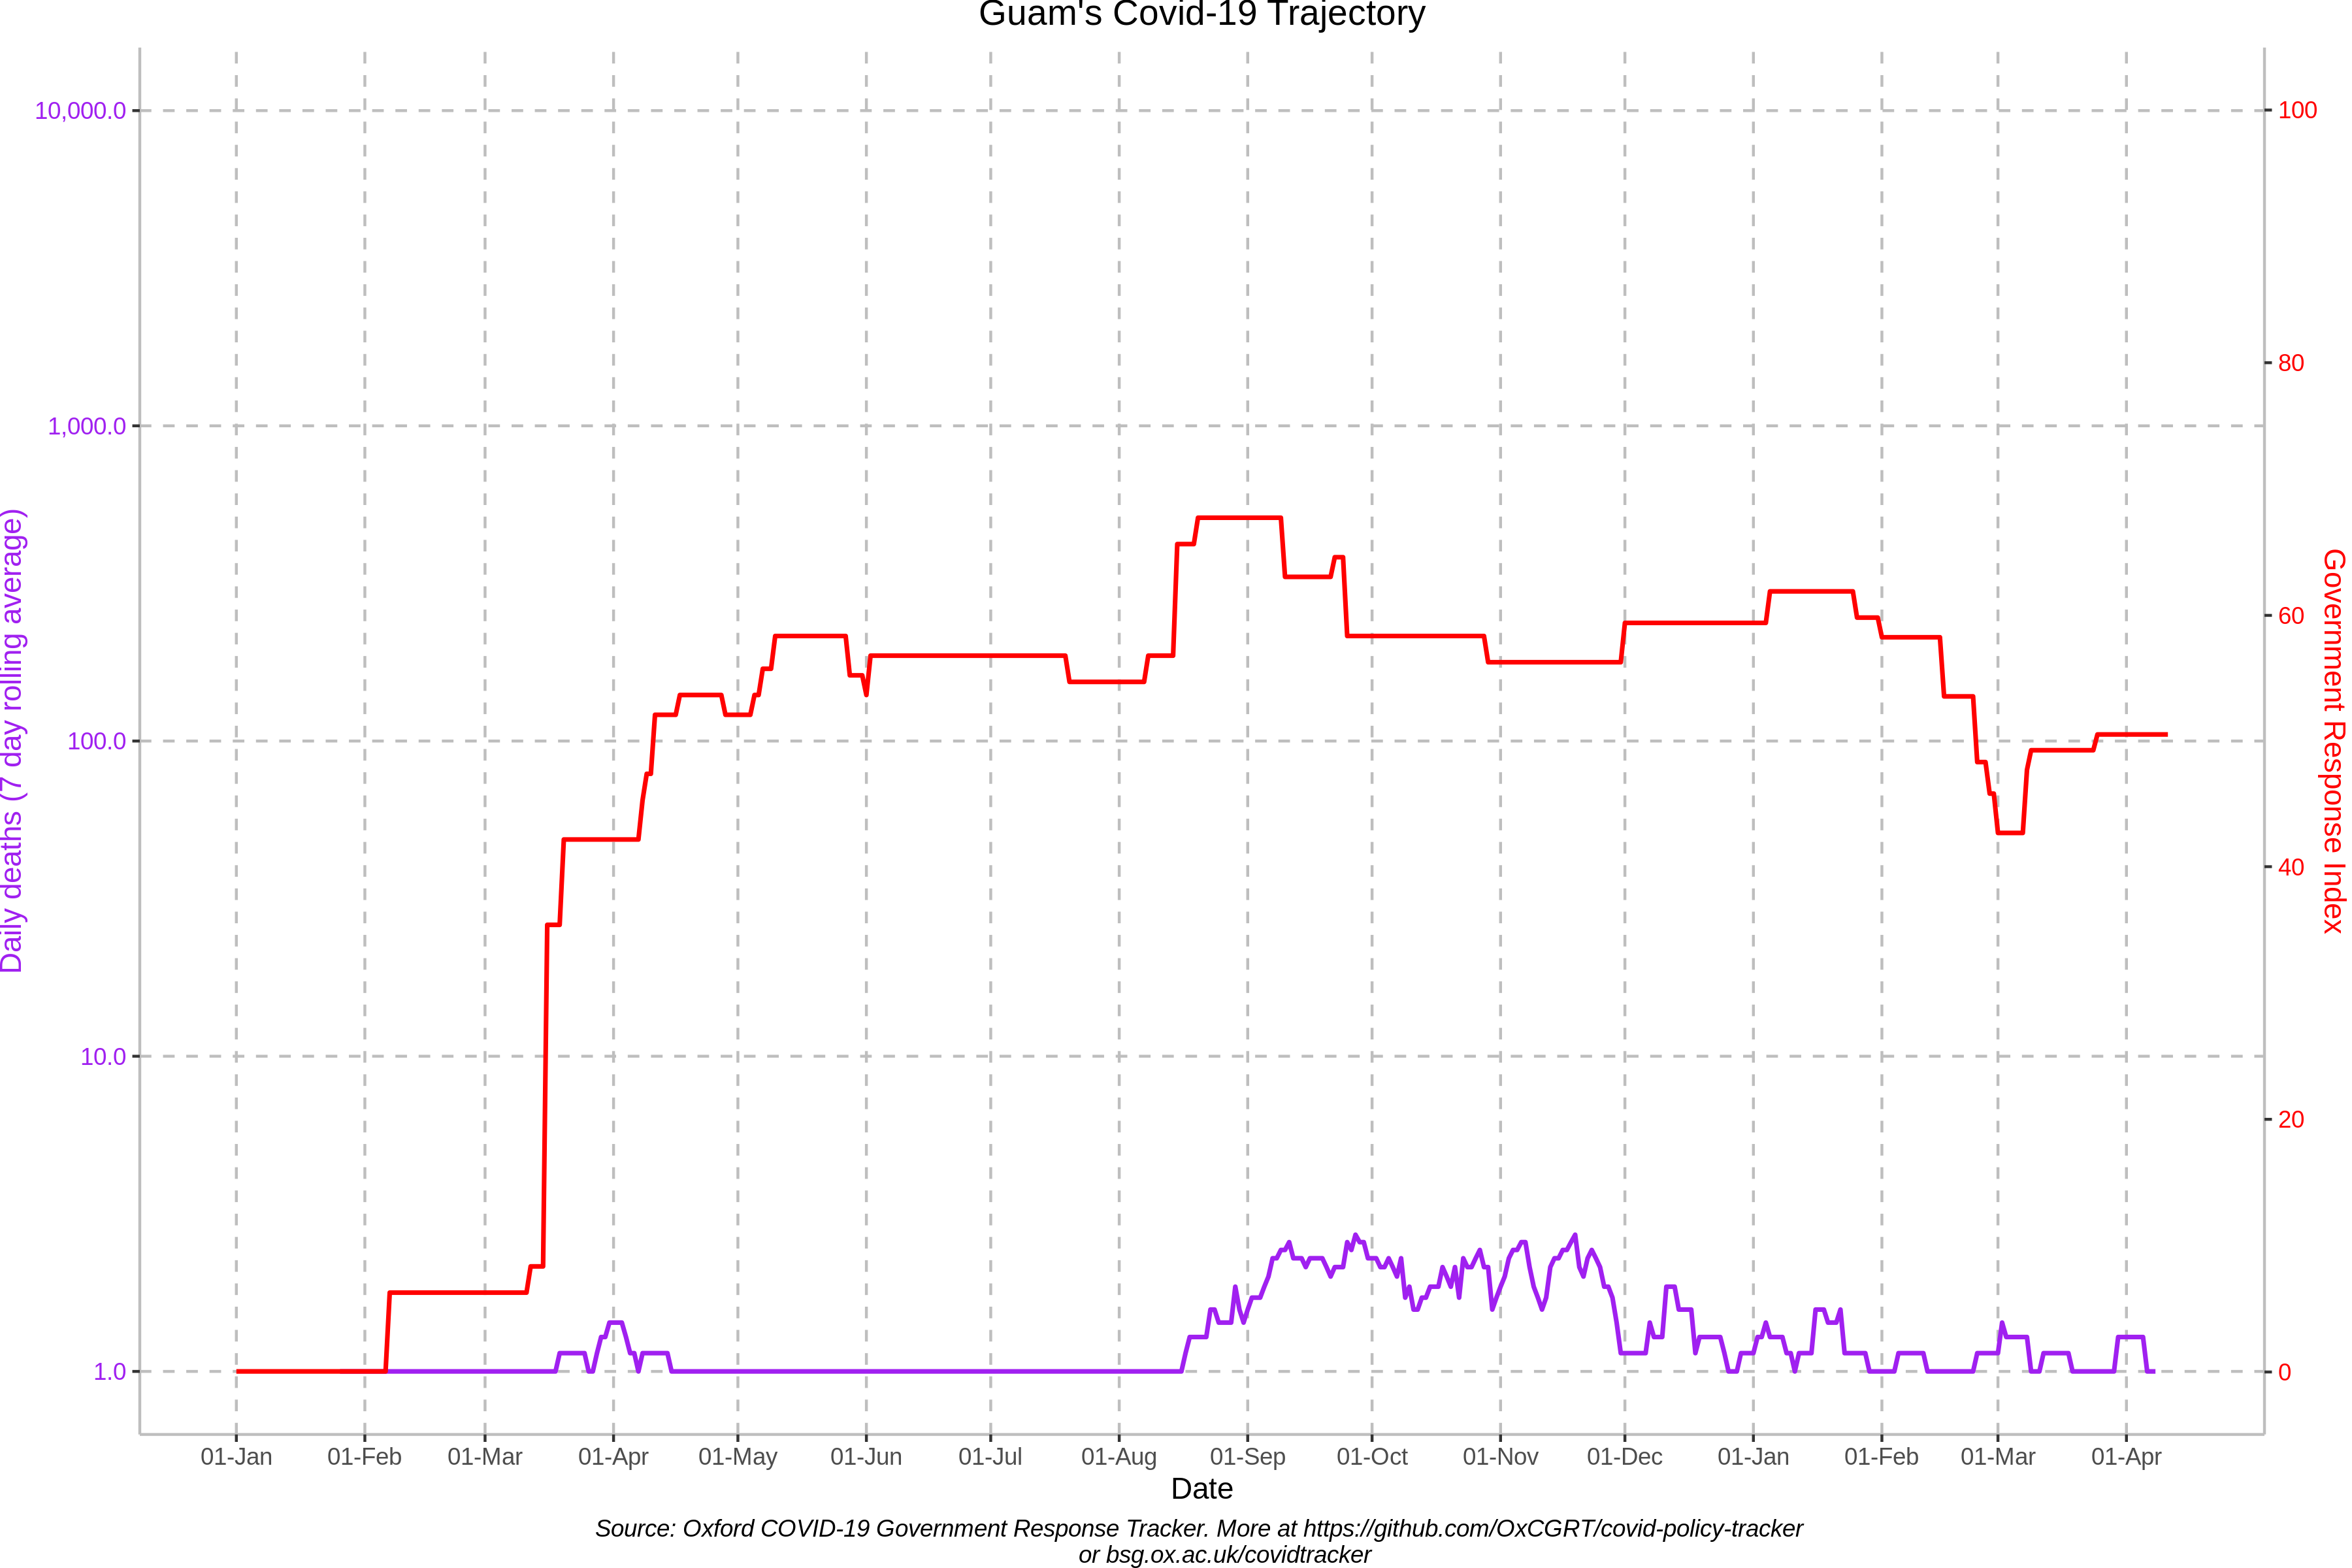 Guam's Covid-19 Trajectory
Daily deaths (7 day rolling average)
10,000.0
1,000.0
100.0
10.0
1.0
100
80
60
40
20
0
Government Response Index
01-Jan
01-Feb
01-Mar
01-Apr
01-May
01-Jun
01-Jul
01-Aug
01-Sep
01-Oct
01-Nov
01-Dec
01-Jan
01-Feb
01-Mar
01-Apr
Date
Source: Oxford COVID-19 Government Response Tracker. More at https://github.com/OxCGRT/covid-policy-tracker
or bsg.ox.ac.uk/covidtracker